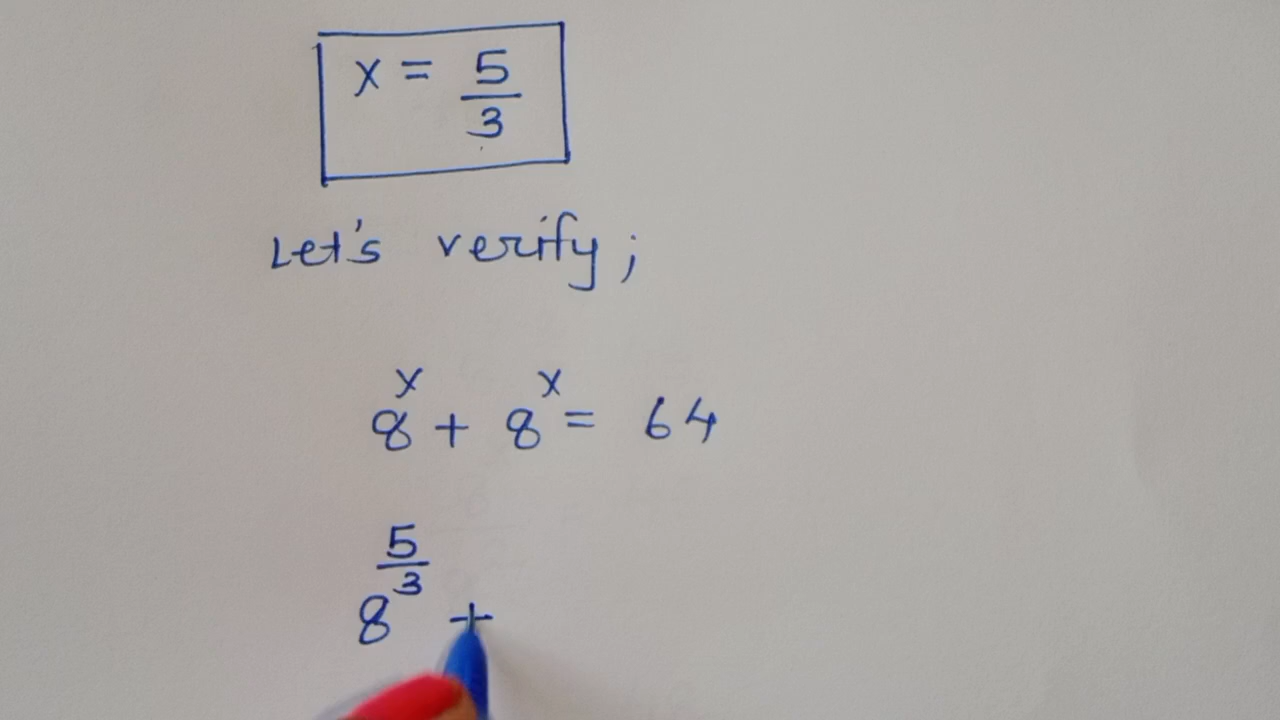 x = 5/3
Let's verify;
8^x + 8^x = 64
8^(5/3) +